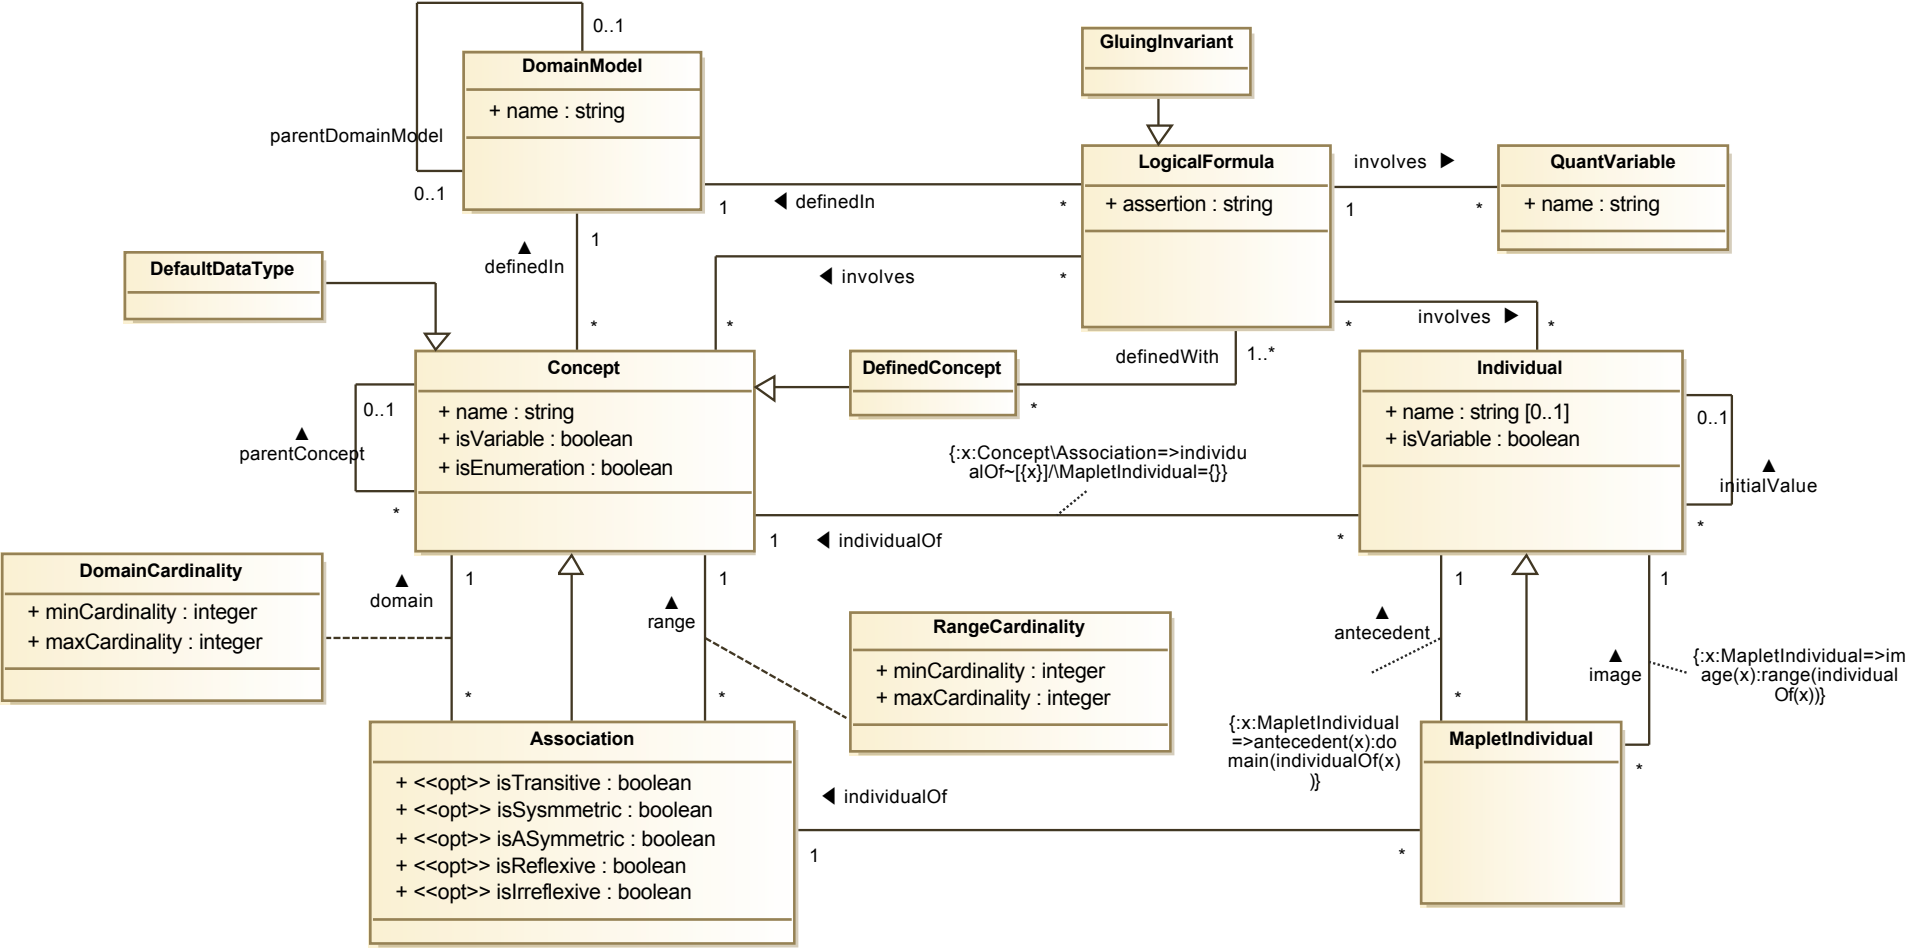 0..1
DomainModel
+ name : string
parentDomainModel
0..1
GluingInvariant
LogicalFormula
+ assertion : string
involves ►
1
*
QuantVariable
+ name : string
1
◄ definedIn
*
▲
definedIn
1
*
◄ involves
*
*
involves ►
*
*
DefaultDataType
Concept
+ name : string
+ isVariable : boolean
+ isEnumeration : boolean
0..1
▲
parentConcept
*
DefinedConcept
definedWith
1..*
*
Individual
+ name : string [0..1]
+ isVariable : boolean
0..1
▲
initialValue
*
{:x:Concept\Association=>individu
alOf~[{x}]/\MapletIndividual={}}
1
◄ individualOf
*
DomainCardinality
+ minCardinality : integer
+ maxCardinality : integer
▲
domain
1
*
▲
range
1
*
RangeCardinality
+ minCardinality : integer
+ maxCardinality : integer
▲
antecedent
1
*
▲
image
1
*
{:x:MapletIndividual=>im
age(x):range(individual
Of(x))}
{:x:MapletIndividual
=>antecedent(x):do
main(individualOf(x)
)}
Association
+ <<opt>> isTransitive : boolean
+ <<opt>> isSysmmetric : boolean
+ <<opt>> isASymmetric : boolean
+ <<opt>> isReflexive : boolean
+ <<opt>> isIrreflexive : boolean
◄ individualOf
1
*
MapletIndividual